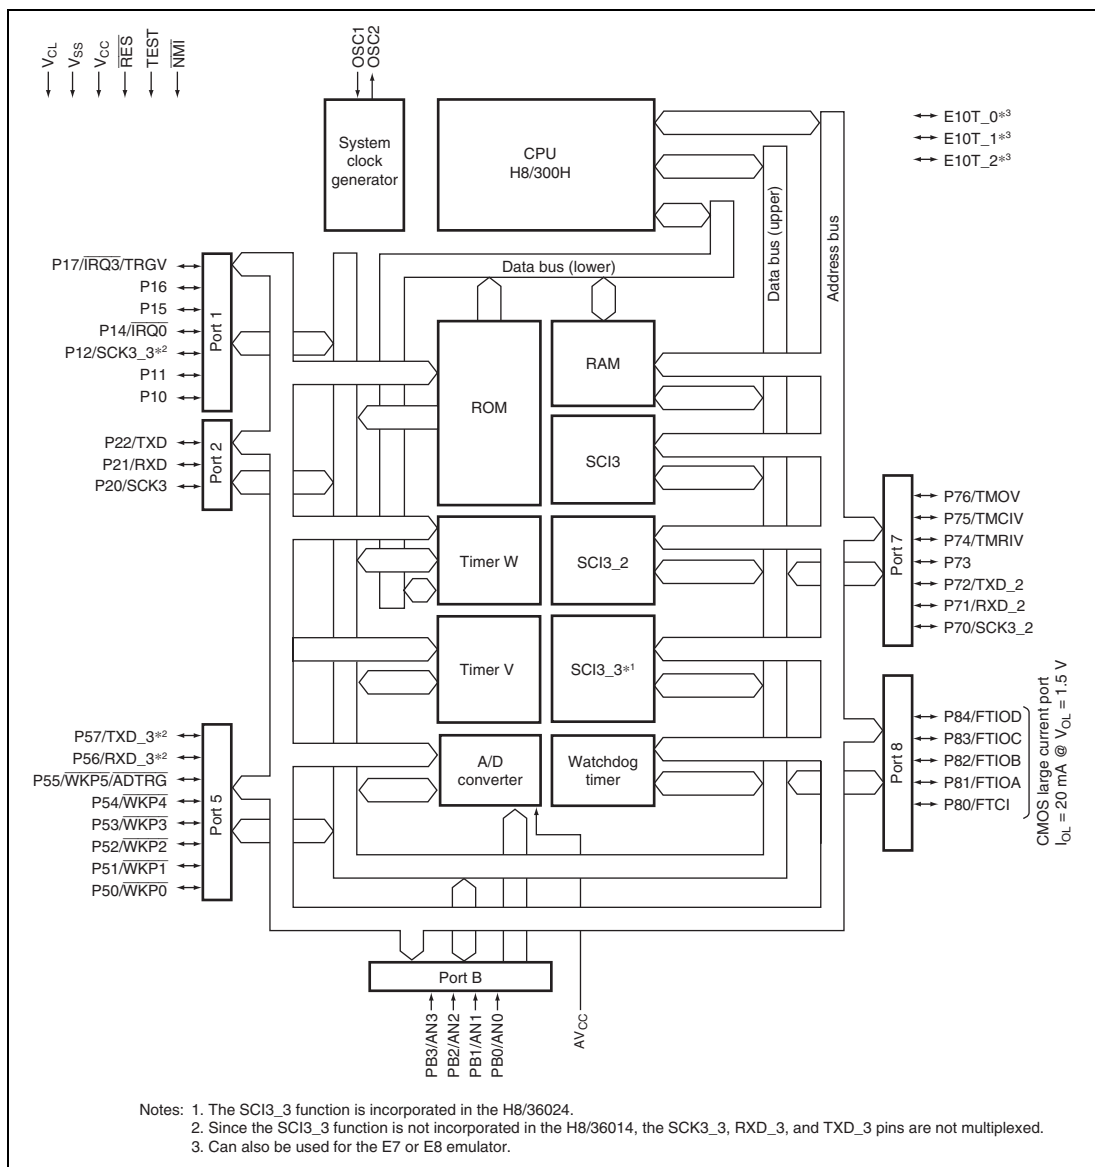 VCL
VSS
VCC
RES
TEST
NMI
OSC1
OSC2
System
clock
generator
CPU
H8/300H
E10T_0*3
E10T_1*3
E10T_2*3
Data bus (lower)
Data bus (upper)
Address bus
P17/IRQ3/TRGV
P16
P15
P14/IRQ0
P12/SCK3_3*2
P11
P10
Port 1
P22/TXD
P21/RXD
P20/SCK3
Port 2
ROM
RAM
SCI3
Timer W
SCI3_2
Timer V
SCI3_3*1
A/D
converter
Watchdog
timer
P76/TMOV
P75/TMCIV
P74/TMRIV
P73
P72/TXD_2
P71/RXD_2
P70/SCK3_2
Port 7
P84/FTIOD
P83/FTIOC
P82/FTIOB
P81/FTIOA
P80/FTCI
Port 8
CMOS large current port
IOL = 20 mA @ VOL = 1.5 V
P57/TXD_3*2
P56/RXD_3*2
P55/WKP5/ADTRG
P54/WKP4
P53/WKP3
P52/WKP2
P51/WKP1
P50/WKP0
Port 5
Port B
PB3/AN3
PB2/AN2
PB1/AN1
PB0/AN0
AVCC
Notes: 1. The SCI3_3 function is incorporated in the H8/36024.
2. Since the SCI3_3 function is not incorporated in the H8/36014, the SCK3_3, RXD_3, and TXD_3 pins are not multiplexed.
3. Can also be used for the E7 or E8 emulator.